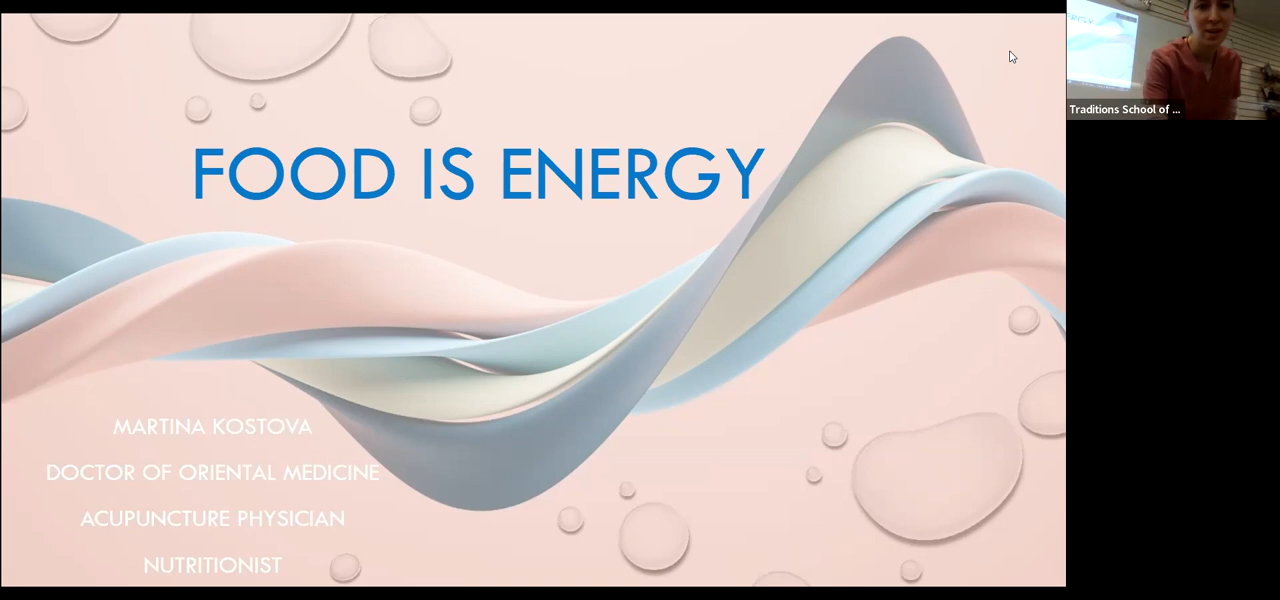 FOOD IS ENERGY
MARTINA KOSTOVA
DOCTOR OF ORIENTAL MEDICINE
ACUPUNCTURE PHYSICIAN
NUTRITIONIST
Traditions School of ...